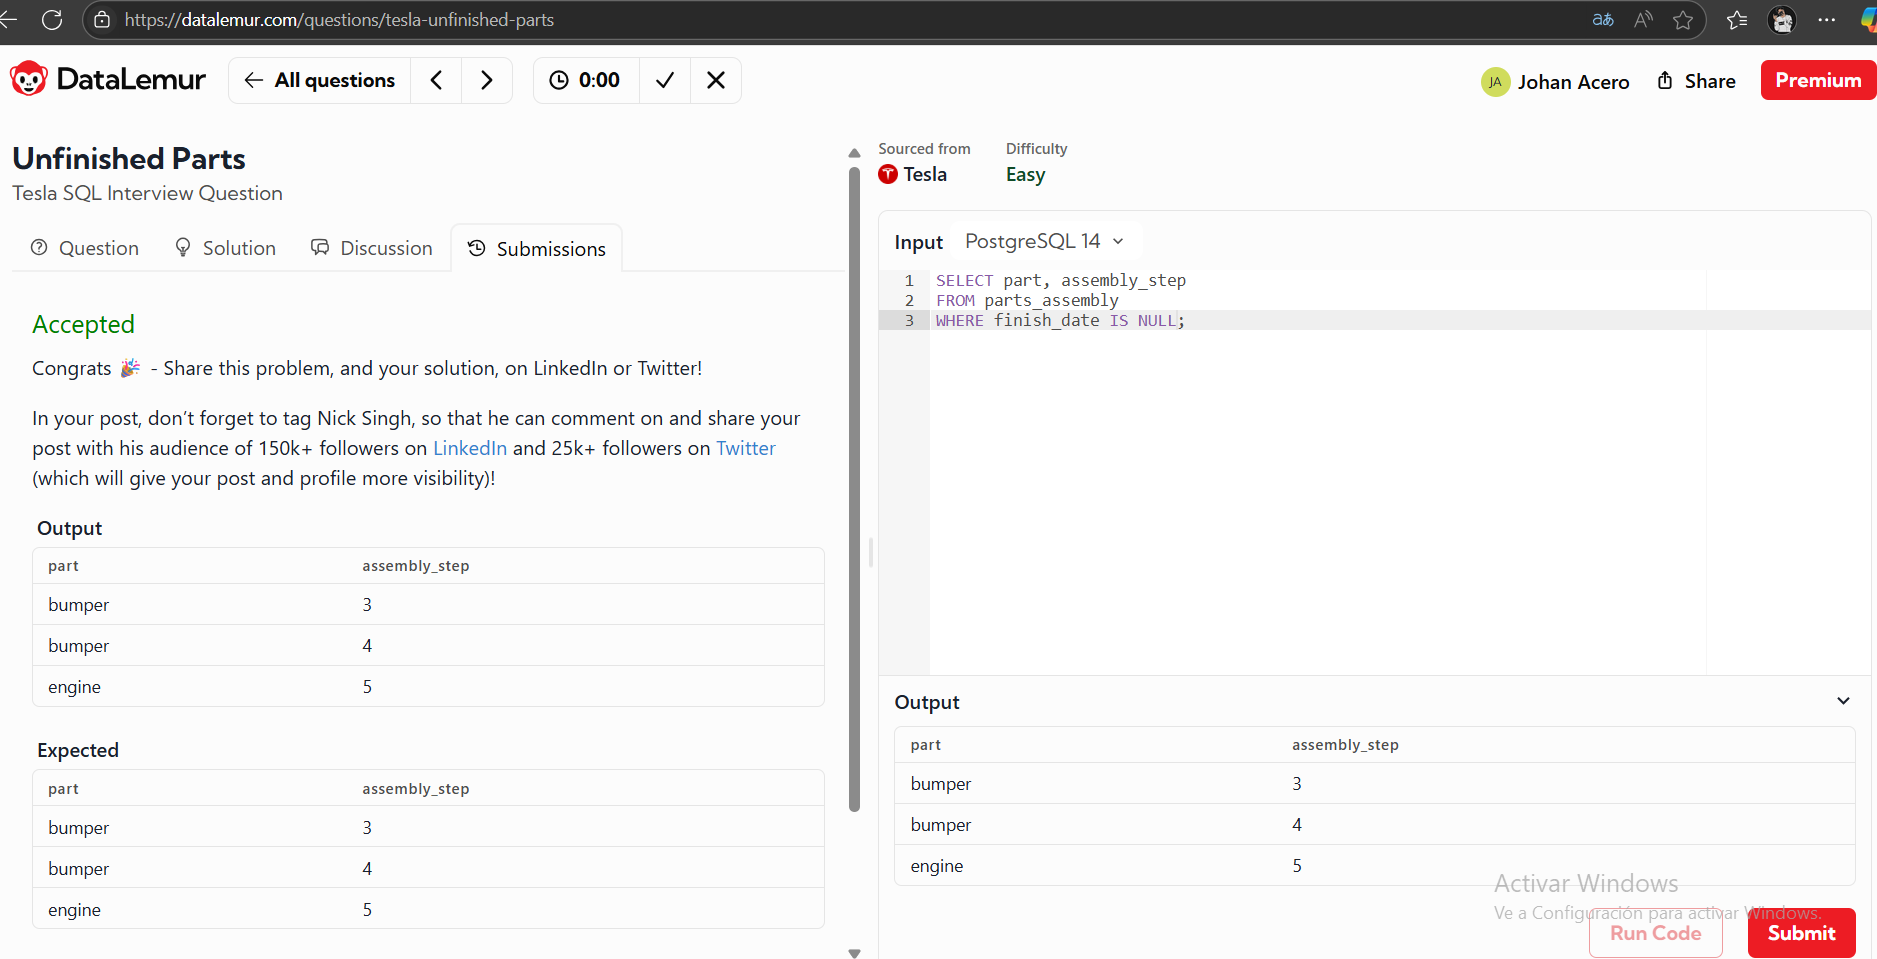 https://datalemur.com/questions/tesla-unfinished-parts
DataLemur
All questions
0:00
JA Johan Acero
Share
Premium
Unfinished Parts
Tesla SQL Interview Question
Question
Solution
Discussion
Submissions
Accepted
Congrats 🎉 - Share this problem, and your solution, on LinkedIn or Twitter!
In your post, don’t forget to tag Nick Singh, so that he can comment on and share your
post with his audience of 150k+ followers on LinkedIn and 25k+ followers on Twitter
(which will give your post and profile more visibility)!
Output
part assembly_step
bumper 3
bumper 4
engine 5
Expected
part assembly_step
bumper 3
bumper 4
engine 5
Sourced from
Tesla
Difficulty
Easy
Input PostgreSQL 14
1 SELECT part, assembly_step
2 FROM parts_assembly
3 WHERE finish_date IS NULL;
Output
part assembly_step
bumper 3
bumper 4
engine 5
Activar Windows
Ve a Configuración para activar Windows.
Run Code
Submit